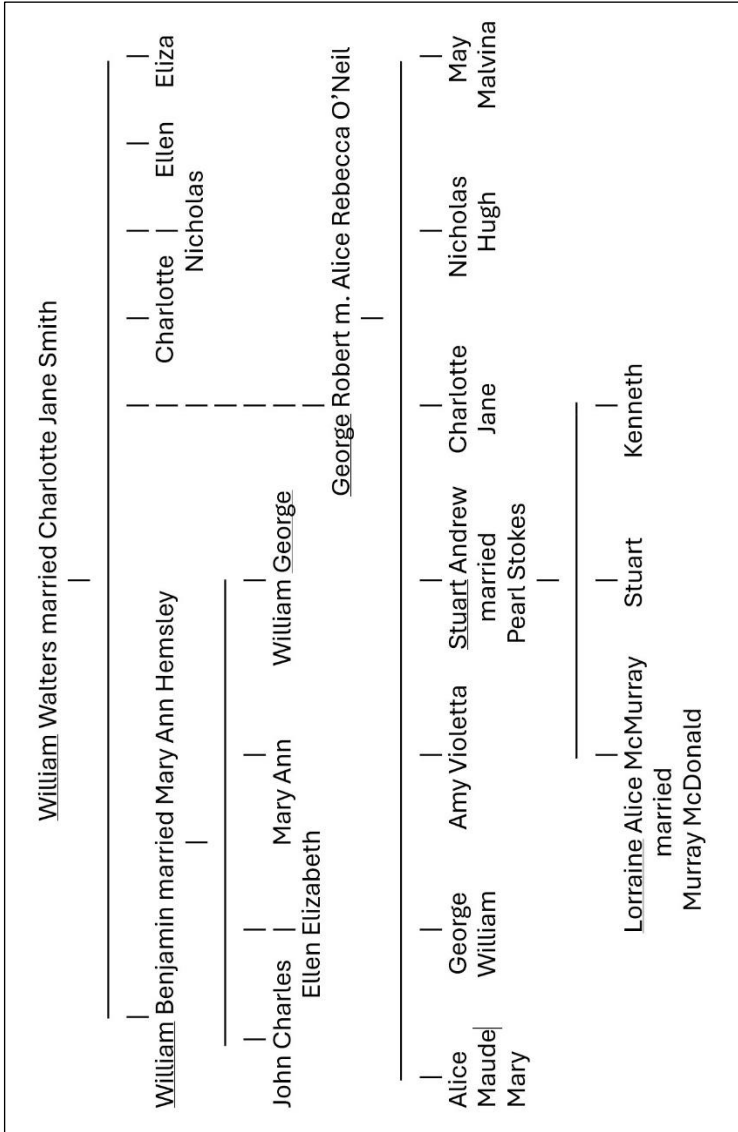 William Walters married Charlotte Jane Smith
William Benjamin married Mary Ann Hemsley
Charlotte
Nicholas
Ellen
Eliza
John Charles
Ellen Elizabeth
Mary Ann
William George
George Robert m. Alice Rebecca O’Neil
Alice
Maude
Mary
George
William
Amy Violetta
Stuart Andrew
married
Pearl Stokes
Charlotte
Jane
Nicholas
Hugh
May
Malvina
Lorraine Alice McMurray
married
Murray McDonald
Stuart
Kenneth